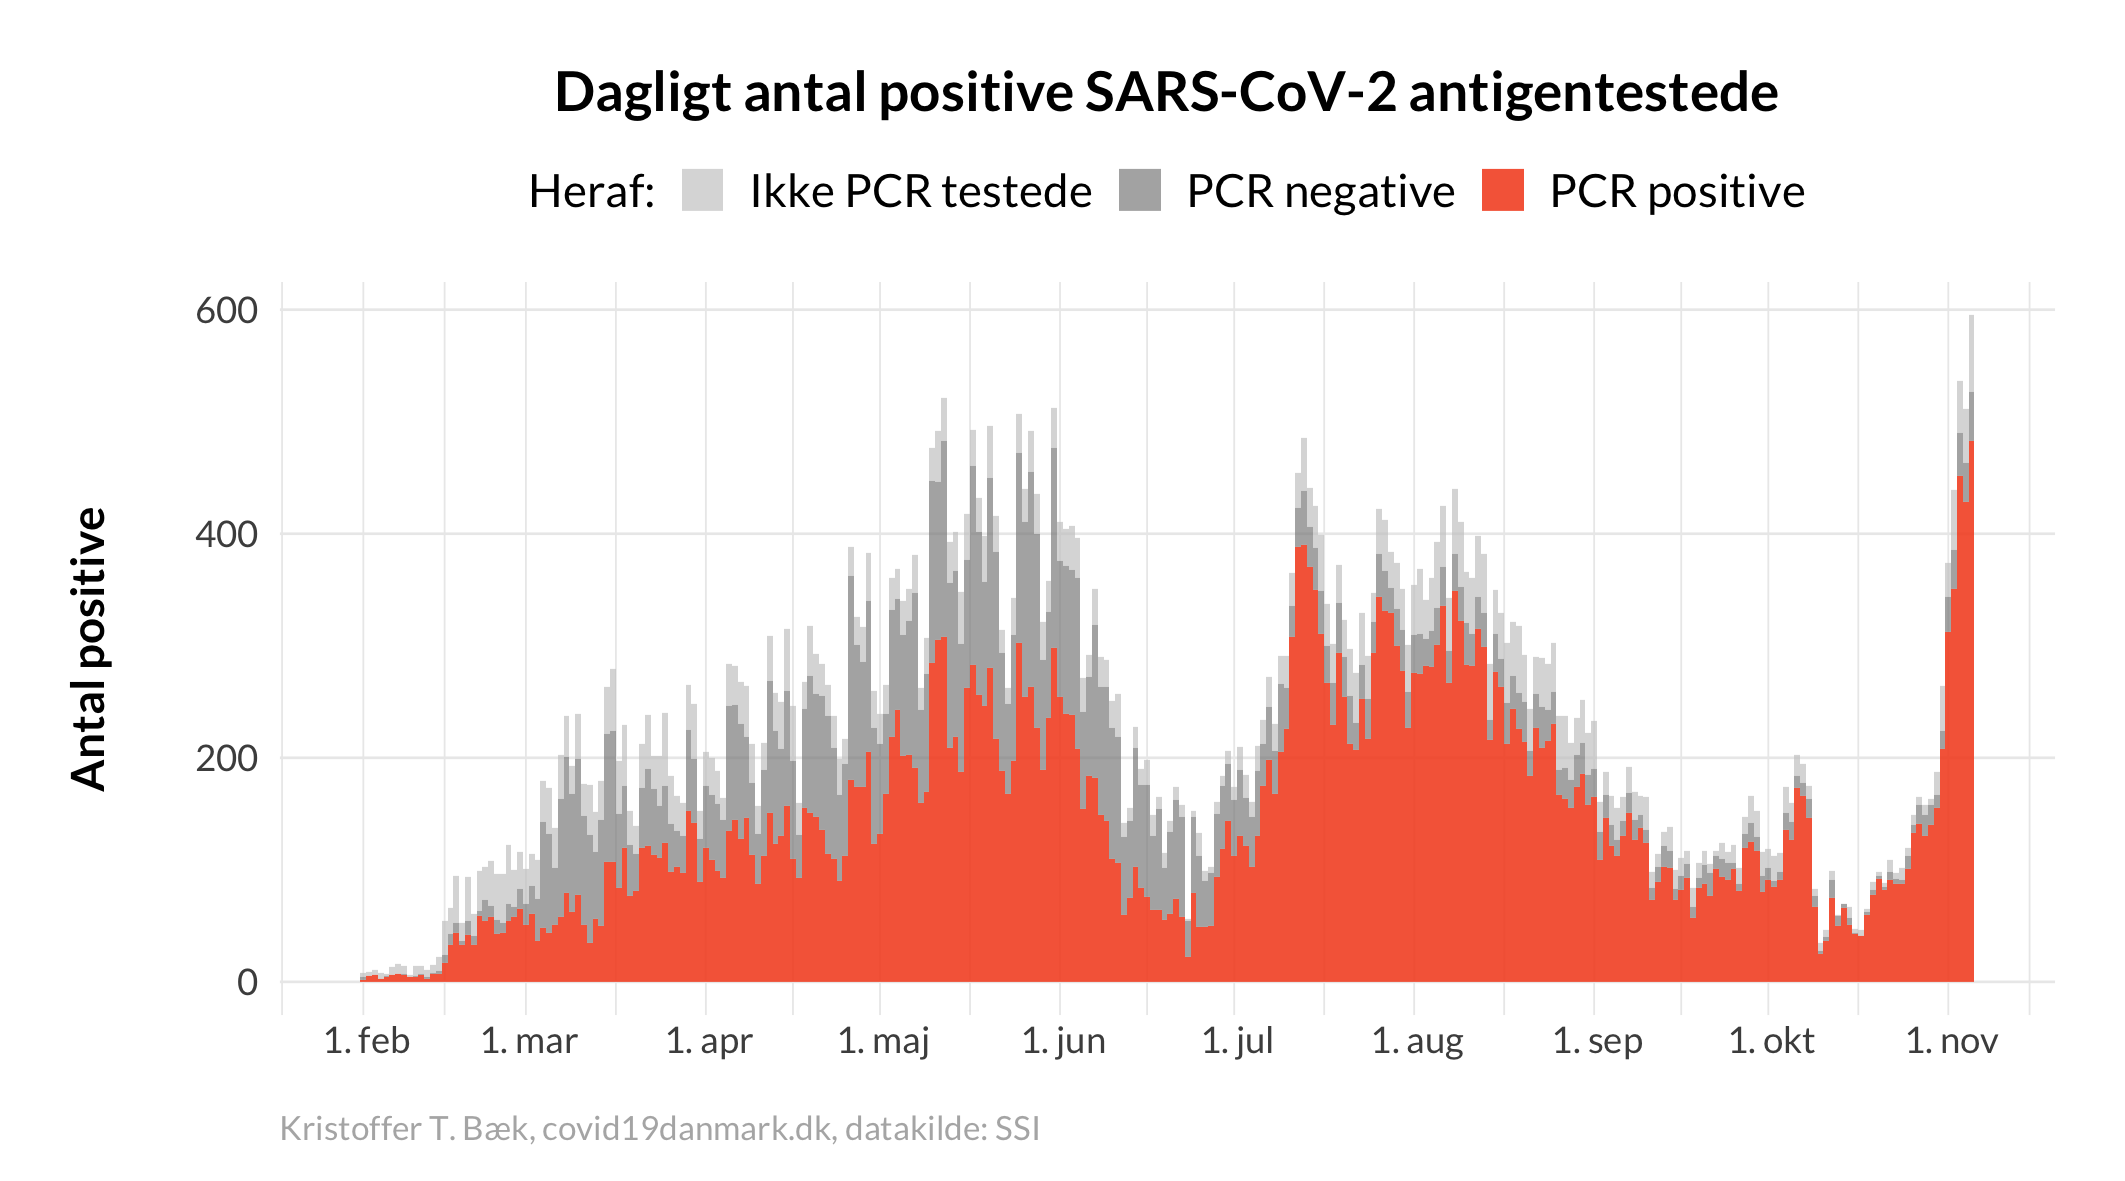 Dagligt antal positive SARS-CoV-2 antigentestede
Heraf: Ikke PCR testede PCR negative PCR positive
Antal positive
600
400
200
0
1. feb 1. mar 1. apr 1. maj 1. jun 1. jul 1. aug 1. sep 1. okt 1. nov
Kristoffer T. Bæk, covid19danmark.dk, datakilde: SSI